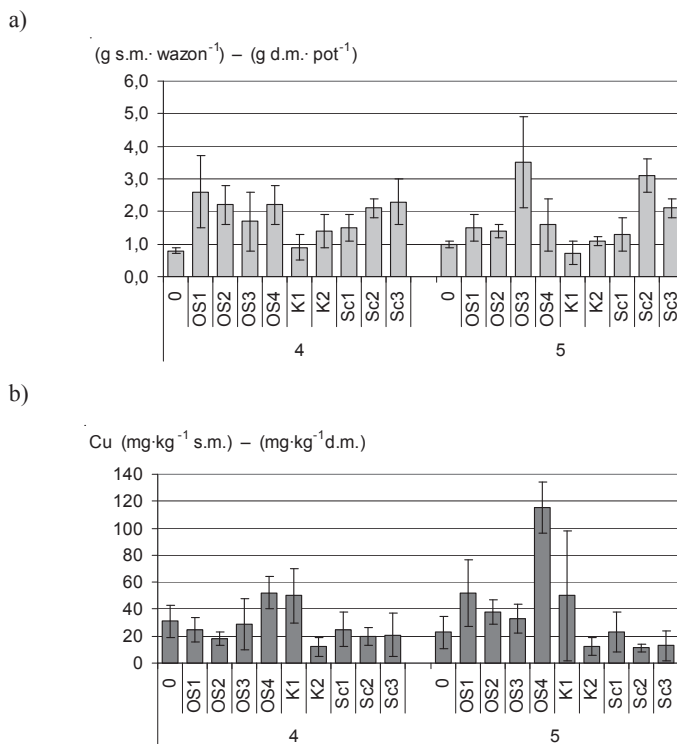 a)
(g s.m.· wazon⁻¹) – (g d.m.· pot⁻¹)
6,0
5,0
4,0
3,0
2,0
1,0
0,0
0 OS1 OS2 OS3 OS4 K1 K2 Sc1 Sc2 Sc3 0 OS1 OS2 OS3 OS4 K1 K2 Sc1 Sc2 Sc3
4 5
b)
Cu (mg·kg⁻¹ s.m.) – (mg·kg⁻¹d.m.)
140
120
100
80
60
40
20
0
0 OS1 OS2 OS3 OS4 K1 K2 Sc1 Sc2 Sc3 0 OS1 OS2 OS3 OS4 K1 K2 Sc1 Sc2 Sc3
4 5